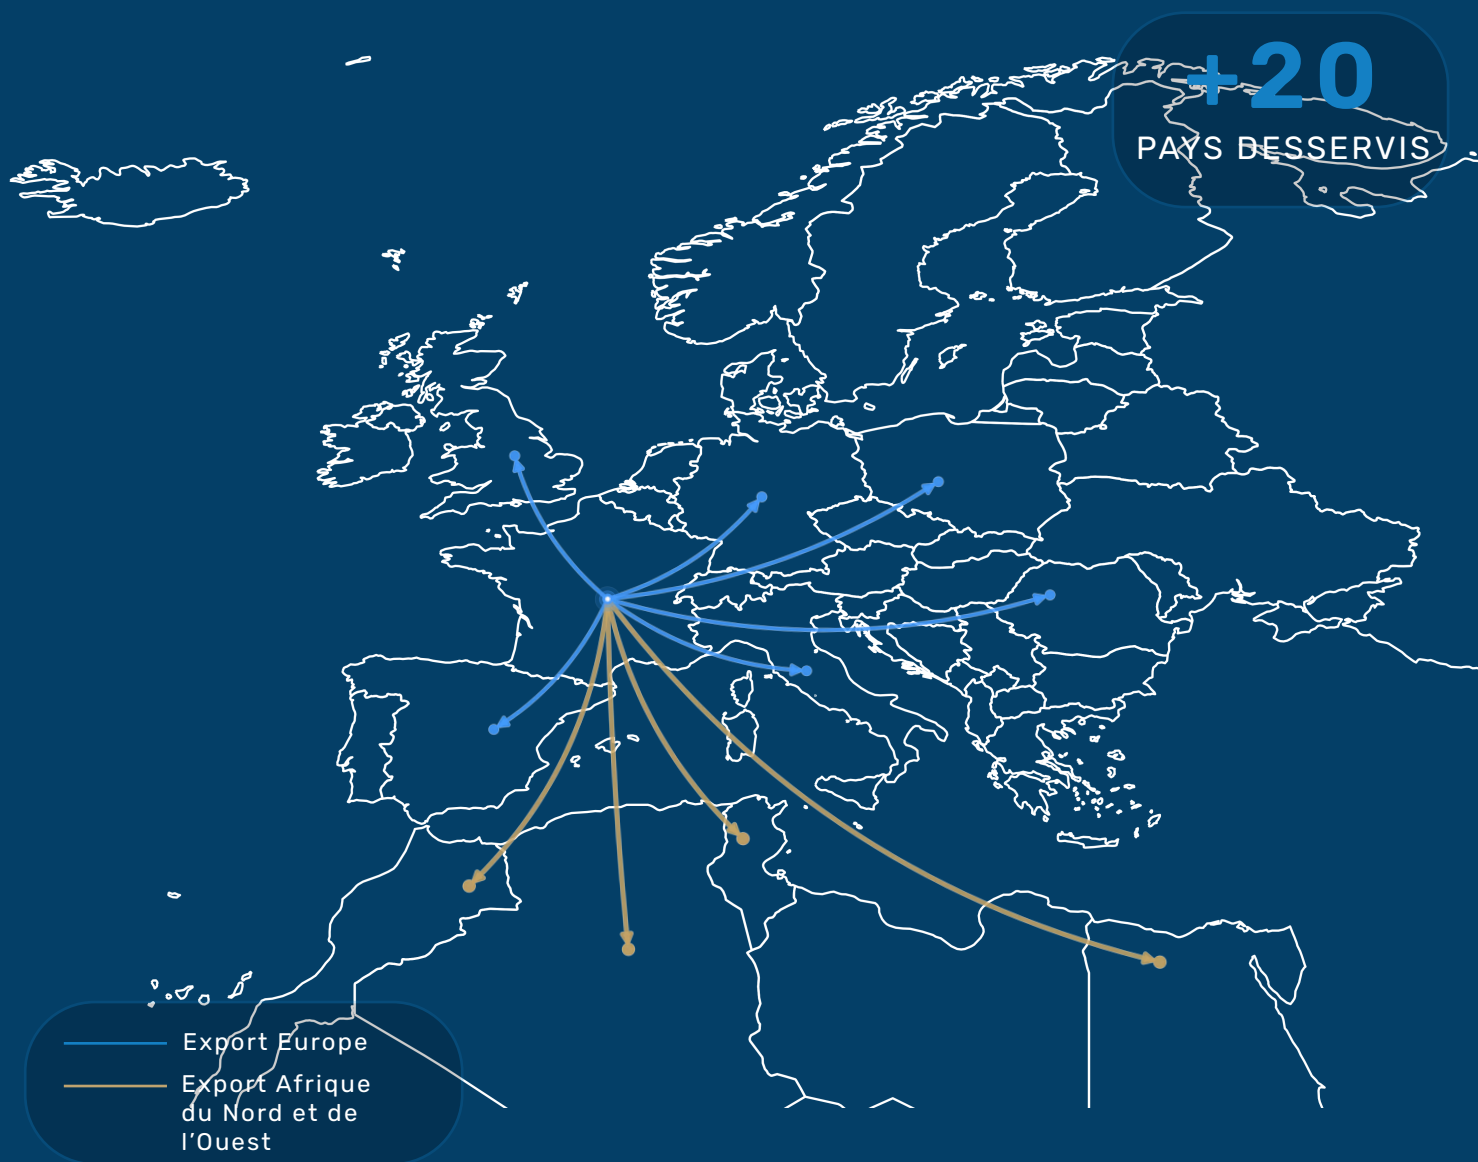 +20
PAYS DESSERVIS
Export Europe
Export Afrique
du Nord et de
l'Ouest